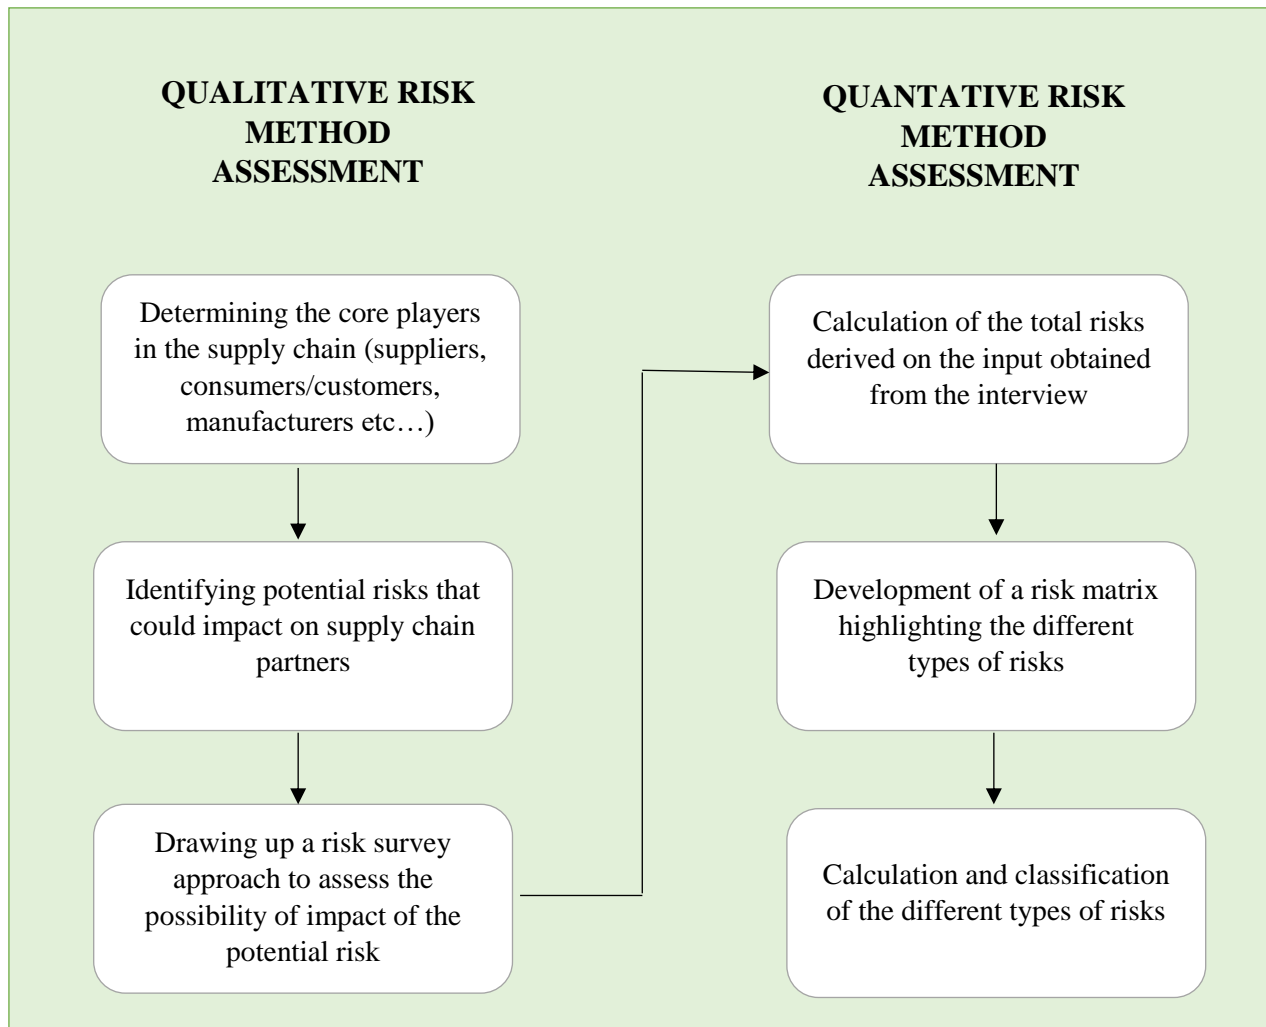 QUALITATIVE RISK
METHOD
ASSESSMENT
Determining the core players
in the supply chain (suppliers,
consumers/customers,
manufacturers etc…)
Identifying potential risks that
could impact on supply chain
partners
Drawing up a risk survey
approach to assess the
possibility of impact of the
potential risk
QUANTATIVE RISK
METHOD
ASSESSMENT
Calculation of the total risks
derived on the input obtained
from the interview
Development of a risk matrix
highlighting the different
types of risks
Calculation and classification
of the different types of risks